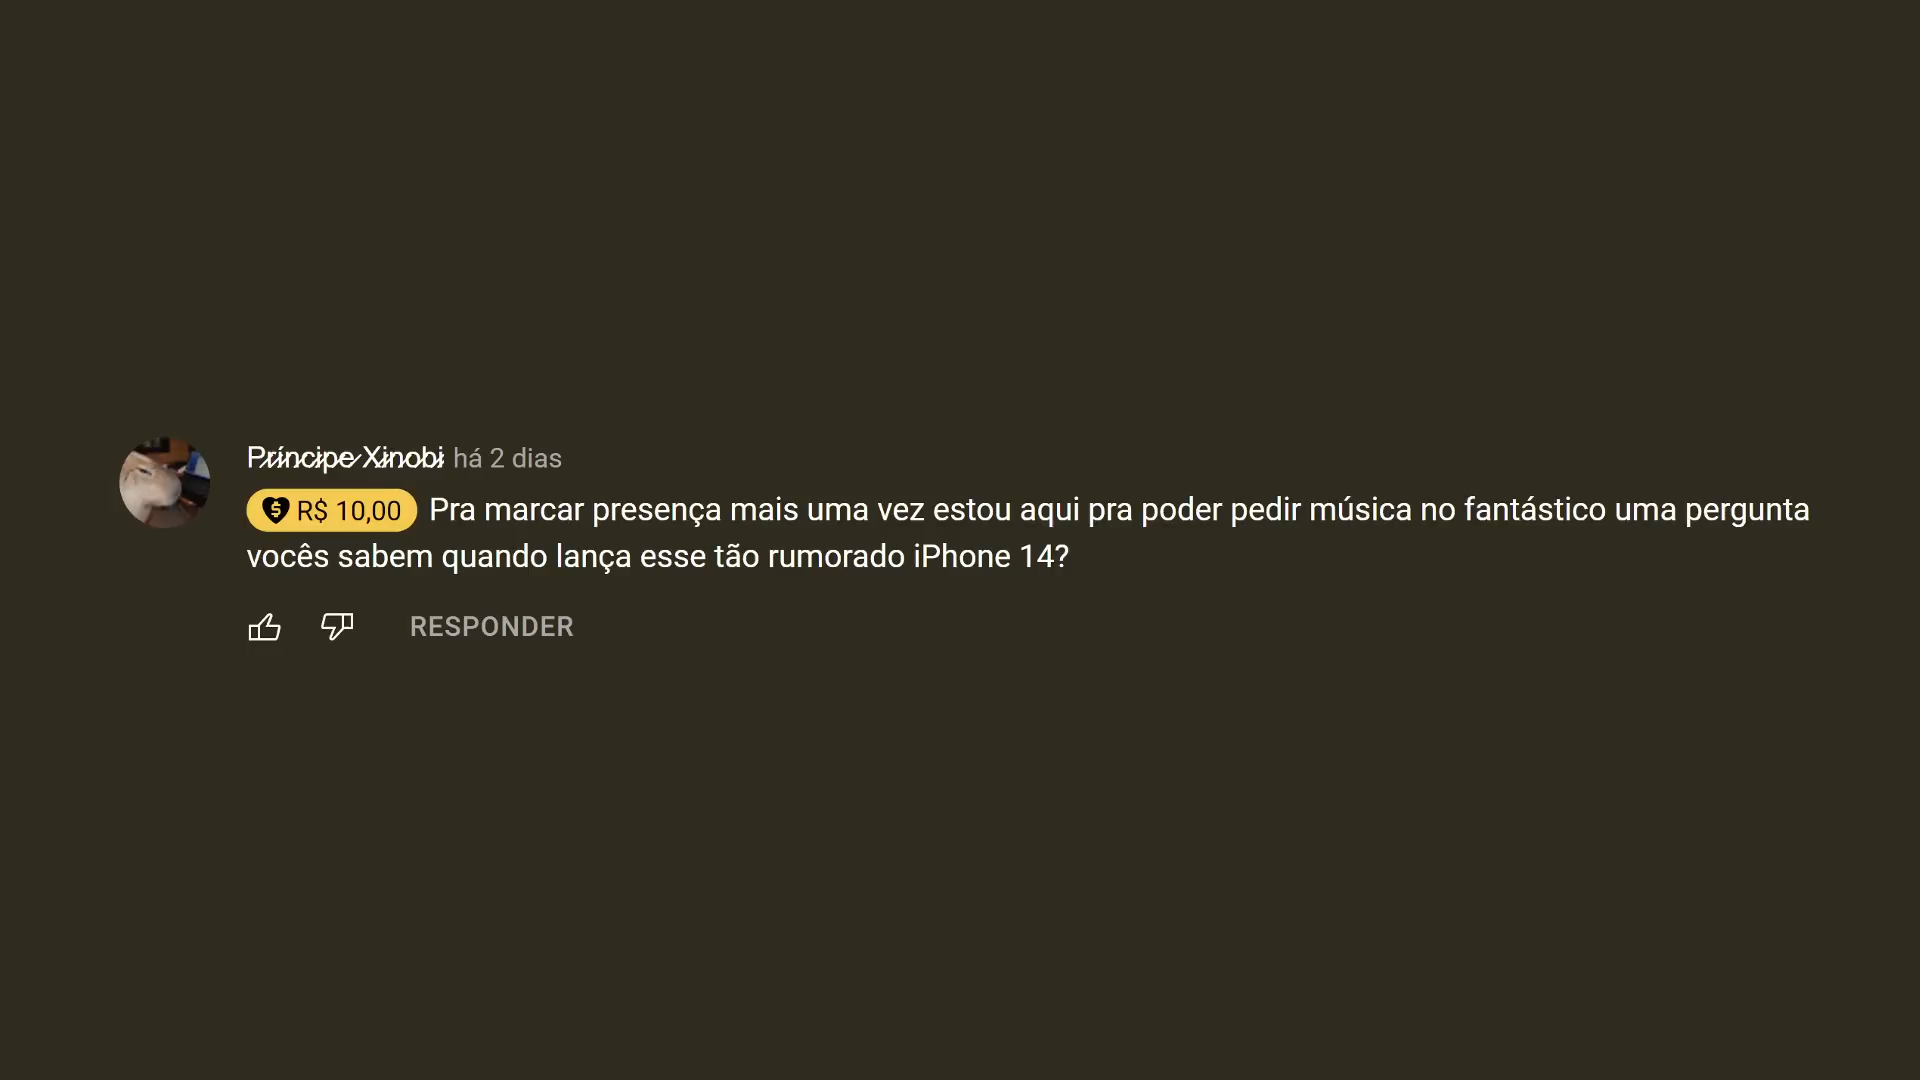 Príncipe Xinobi há 2 dias
R$ 10,00 Pra marcar presença mais uma vez estou aqui pra poder pedir música no fantástico uma pergunta
vocês sabem quando lança esse tão rumorado iPhone 14?
RESPONDER